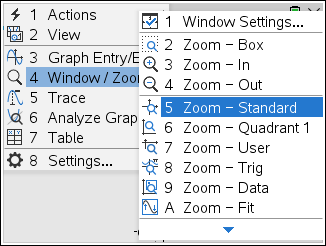 1 Actions
2 View
3 Graph Entry/E
4 Window / Zoo
5 Trace
6 Analyze Grap
7 Table
8 Settings...
1 Window Settings...
2 Zoom – Box
3 Zoom – In
4 Zoom – Out
5 Zoom – Standard
6 Zoom – Quadrant 1
7 Zoom – User
8 Zoom – Trig
9 Zoom – Data
A Zoom – Fit